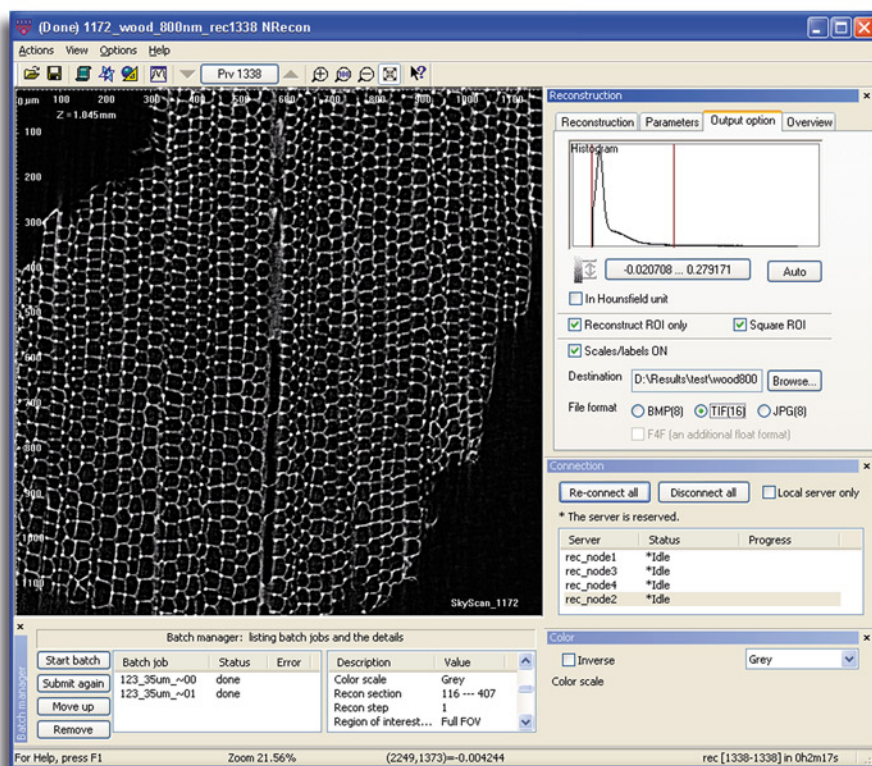 (Done) 1172_wood_800nm_rec1338 NRecon
Actions View Options Help
Prv 1338
0 µm 100 200 300 400 500 600 700 800 900 1000 1100
Z = 1.045mm
100
200
300
400
500
600
700
800
900
1000
1100
SkyScan_1172
Reconstruction
Reconstruction Parameters Output option Overview
Histogram
-0.020708 ... 0.279171 Auto
In Hounsfield unit
Reconstruct ROI only Square ROI
Scales/labels ON
Destination D:\Results\test\wood800 Browse...
File format BMP(8) TIF(16) JPG(8)
F4F (an additional float format)
Connection
Re-connect all Disconnect all Local server only
* The server is reserved.
Server Status Progress
rec_node1 *Idle
rec_node3 *Idle
rec_node4 *Idle
rec_node2 *Idle
Batch manager
Batch manager: listing batch jobs and the details
Start batch
Submit again
Move up
Remove
Batch job Status Error
123_35um_~00 done
123_35um_~01 done
Description Value
Color scale Grey
Recon section 116 --- 407
Recon step 1
Region of interest... Full FOV
Color
Inverse Grey
Color scale
For Help, press F1 Zoom 21.56% (2249,1373)=-0.004244 rec [1338-1338] in 0h2m17s